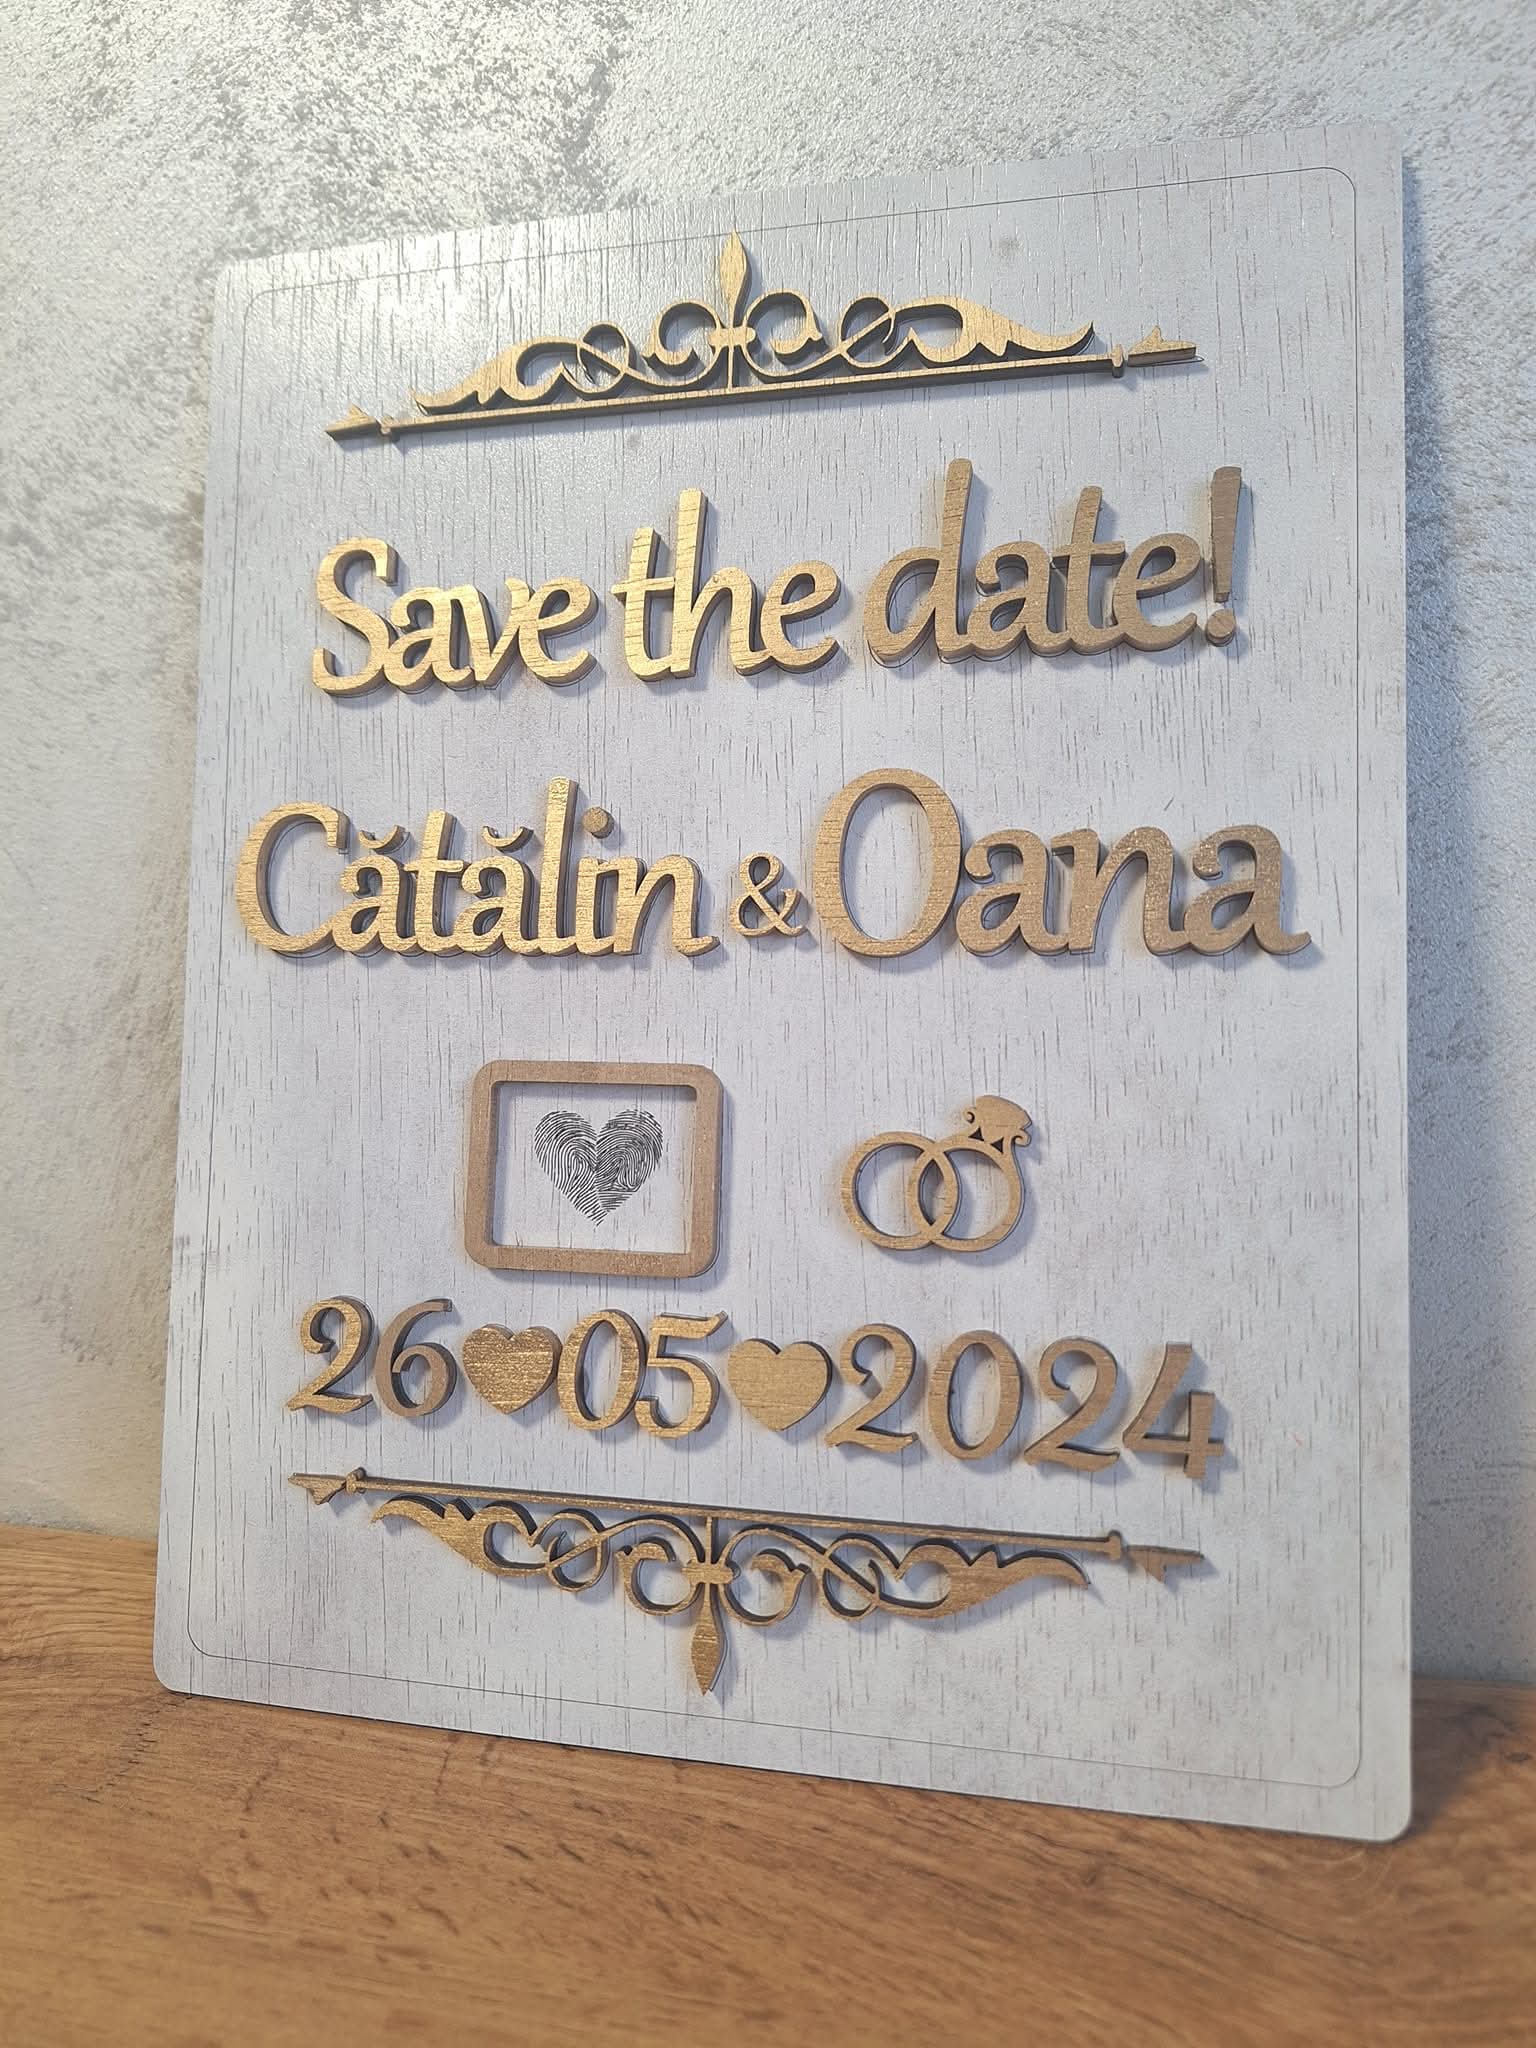 Save the date!
Cătălin & Oana
26♥05♥2024